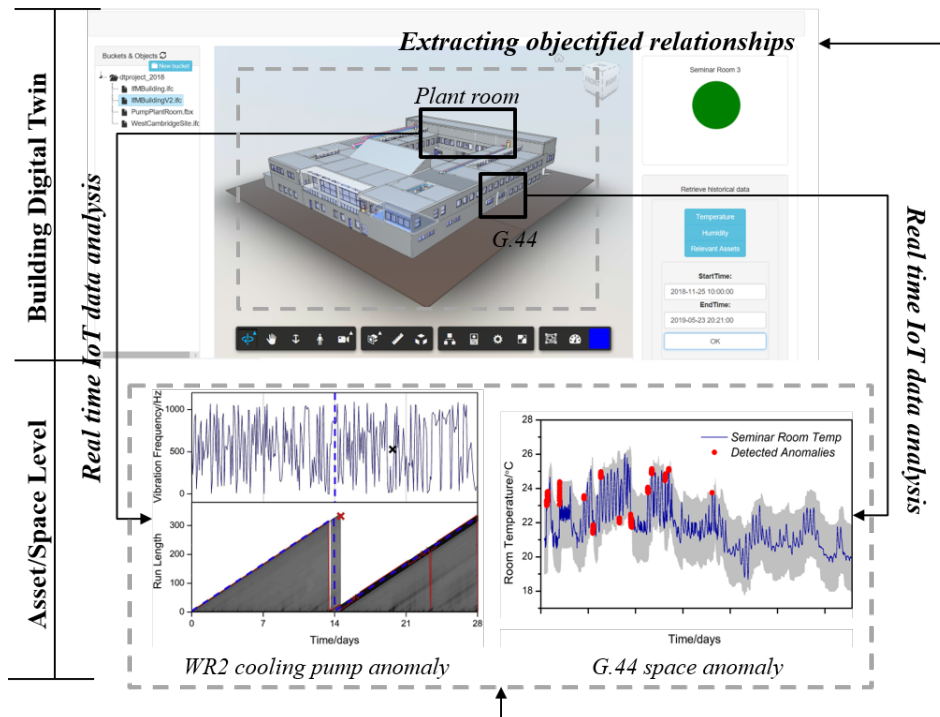 Building Digital Twin
Asset/Space Level
Real time IoT data analysis
Extracting objectified relationships
Buckets & Objects
New bucket
dtproject_2018
IfMBuilding.ifc
IfMBuildingV2.ifc
PumpPlantRoom.fbx
WestCambridgeSite.ifc
Plant room
G.44
Seminar Room 3
Retrieve historical data
Temperature
Humidity
Relevant Assets
StartTime:
2018-11-25 10:00:00
EndTime:
2019-05-23 20:21:00
OK
Real time IoT data analysis
Vibration Frequency/Hz
1000
500
0
Run Length
300
200
100
0
0 7 14 21 28
Time/days
WR2 cooling pump anomaly
Room Temperature/°C
28
26
24
22
20
18
Seminar Room Temp
Detected Anomalies
Time/days
G.44 space anomaly